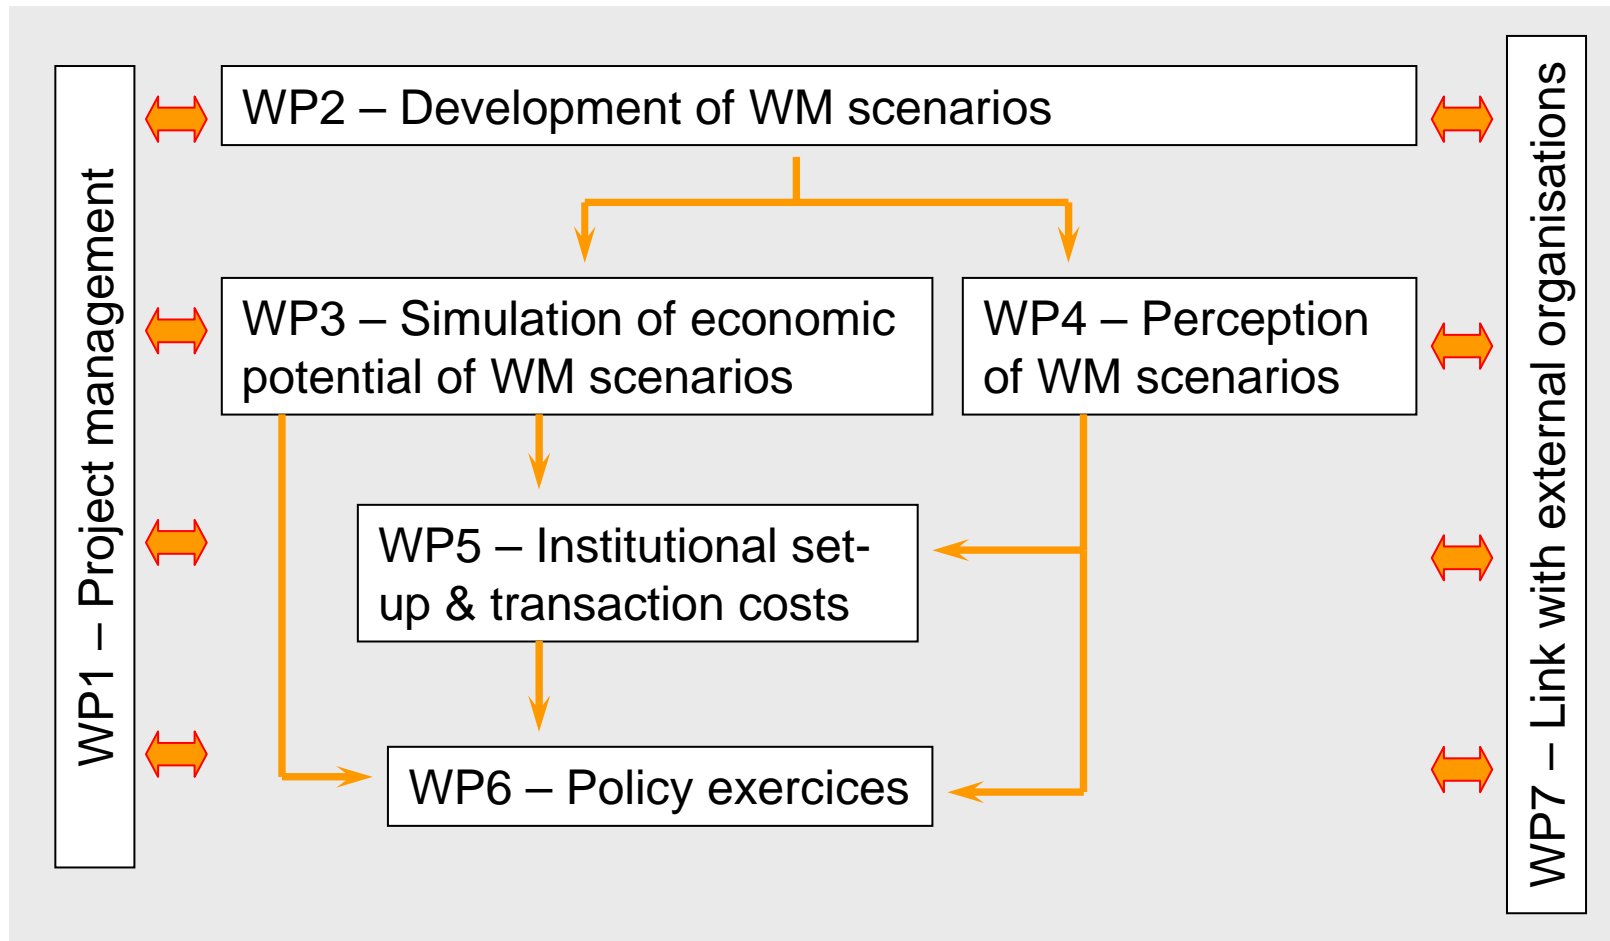 WP1 – Project management
WP2 – Development of WM scenarios
WP3 – Simulation of economic
potential of WM scenarios
WP4 – Perception
of WM scenarios
WP5 – Institutional set-
up & transaction costs
WP6 – Policy exercices
WP7 – Link with external organisations